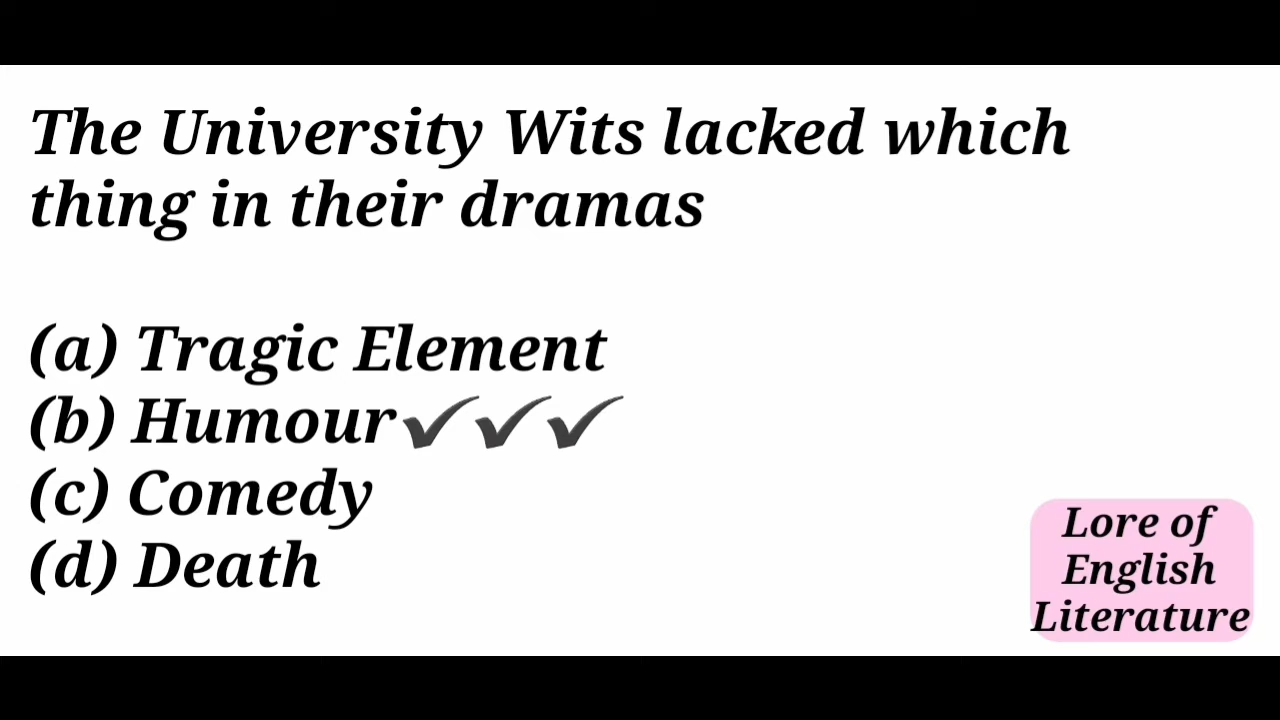 The University Wits lacked which
thing in their dramas
(a) Tragic Element
(b) Humour✓✓✓
(c) Comedy
(d) Death
Lore of
English
Literature